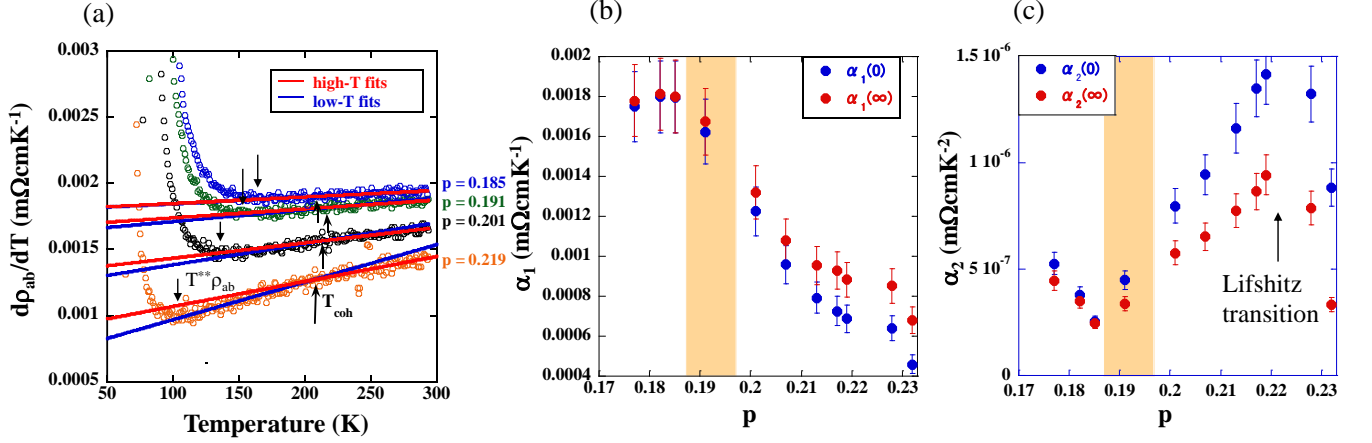 (a)
dρab/dT (mΩcmK-1)
0.003
0.0025
0.002
0.0015
0.001
0.0005
high-T fits
low-T fits
p = 0.185
p = 0.191
p = 0.201
p = 0.219
T**ρab
Tcoh
50
100
150
200
250
300
Temperature (K)
(b)
α1 (mΩcmK-1)
0.002
0.0018
0.0016
0.0014
0.0012
0.001
0.0008
0.0006
0.0004
α1(0)
α1(∞)
0.17
0.18
0.19
0.2
0.21
0.22
0.23
p
(c)
α2 (mΩcmK-2)
1.5 10-6
1 10-6
5 10-7
0
α2(0)
α2(∞)
Lifshitz
transition
0.17
0.18
0.19
0.2
0.21
0.22
0.23
p